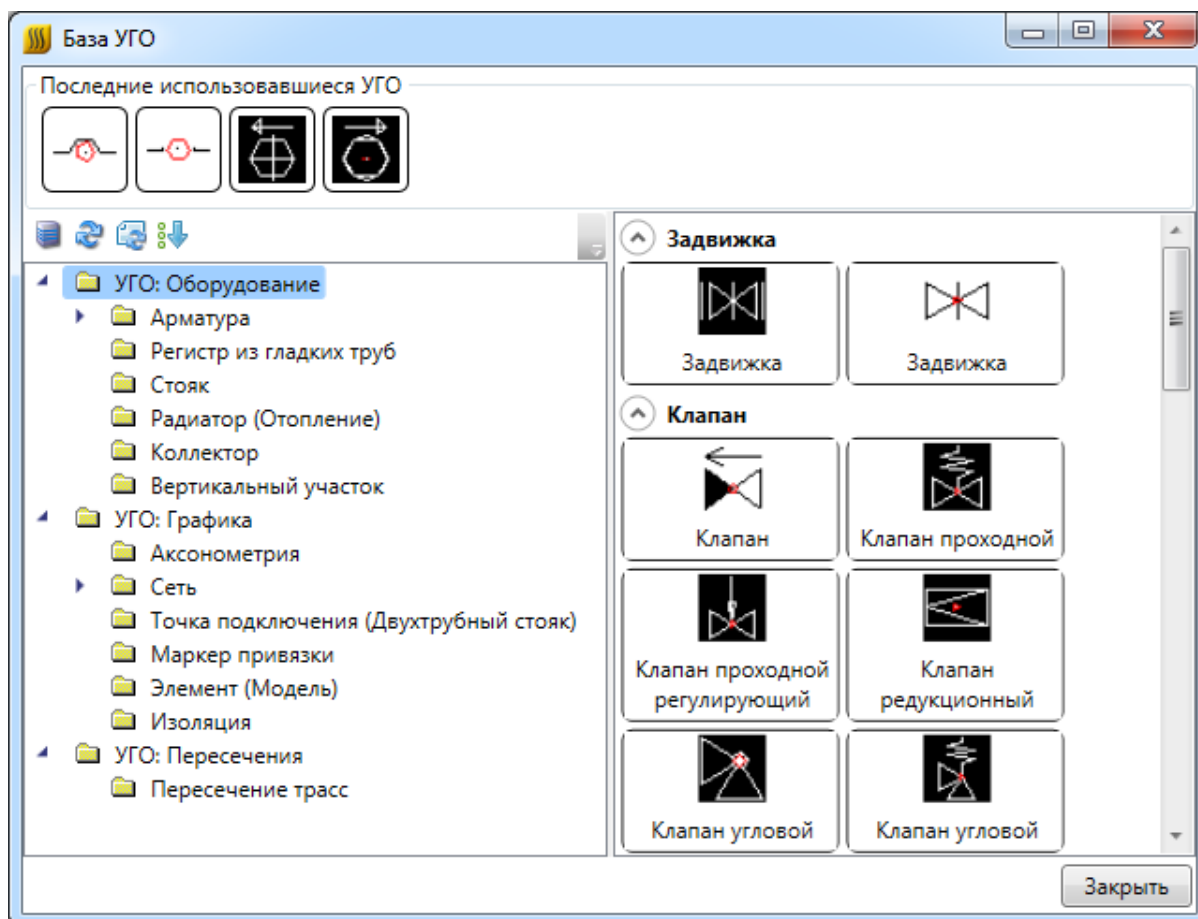 База УГО
Последние использовавшиеся УГО
УГО: Оборудование
Арматура
Регистр из гладких труб
Стояк
Радиатор (Отопление)
Коллектор
Вертикальный участок
УГО: Графика
Аксонометрия
Сеть
Точка подключения (Двухтрубный стояк)
Маркер привязки
Элемент (Модель)
Изоляция
УГО: Пересечения
Пересечение трасс
Задвижка
Задвижка
Задвижка
Клапан
Клапан
Клапан проходной
Клапан проходной
регулирующий
Клапан
редукционный
Клапан угловой
Клапан угловой
Закрыть